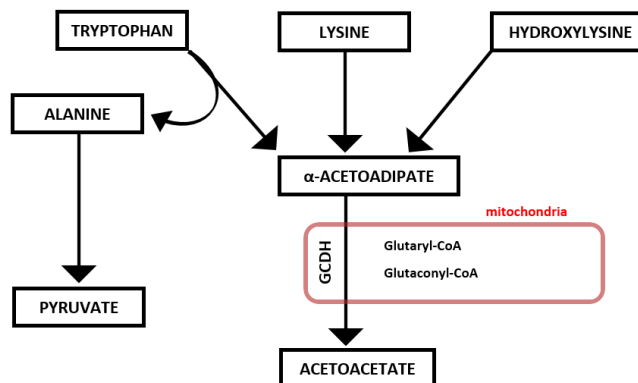 TRYPTOPHAN
LYSINE
HYDROXYLYSINE
ALANINE
α-ACETOADIPATE
mitochondria
GCDH
Glutaryl-CoA
Glutaconyl-CoA
PYRUVATE
ACETOACETATE